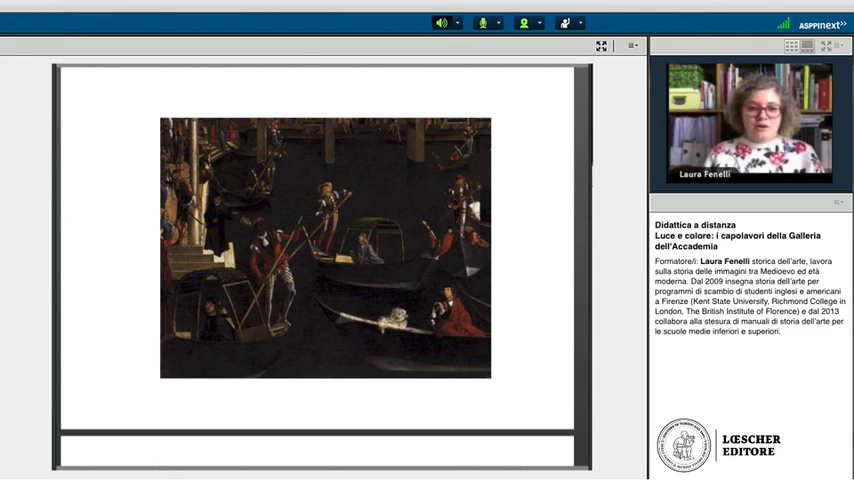 ASPPInext>>
Laura Fenelli
Didattica a distanza
Luce e colore: i capolavori della Galleria
dell'Accademia
Formatore/i: Laura Fenelli storica dell'arte, lavora
sulla storia delle immagini tra Medioevo ed età
moderna. Dal 2009 insegna storia dell'arte per
programmi di scambio di studenti inglesi e americani
a Firenze (Kent State University, Richmond College in
London, The British Institute of Florence) e dal 2013
collabora alla stesura di manuali di storia dell'arte per
le scuole medie inferiori e superiori.
LŒSCHER
EDITORE